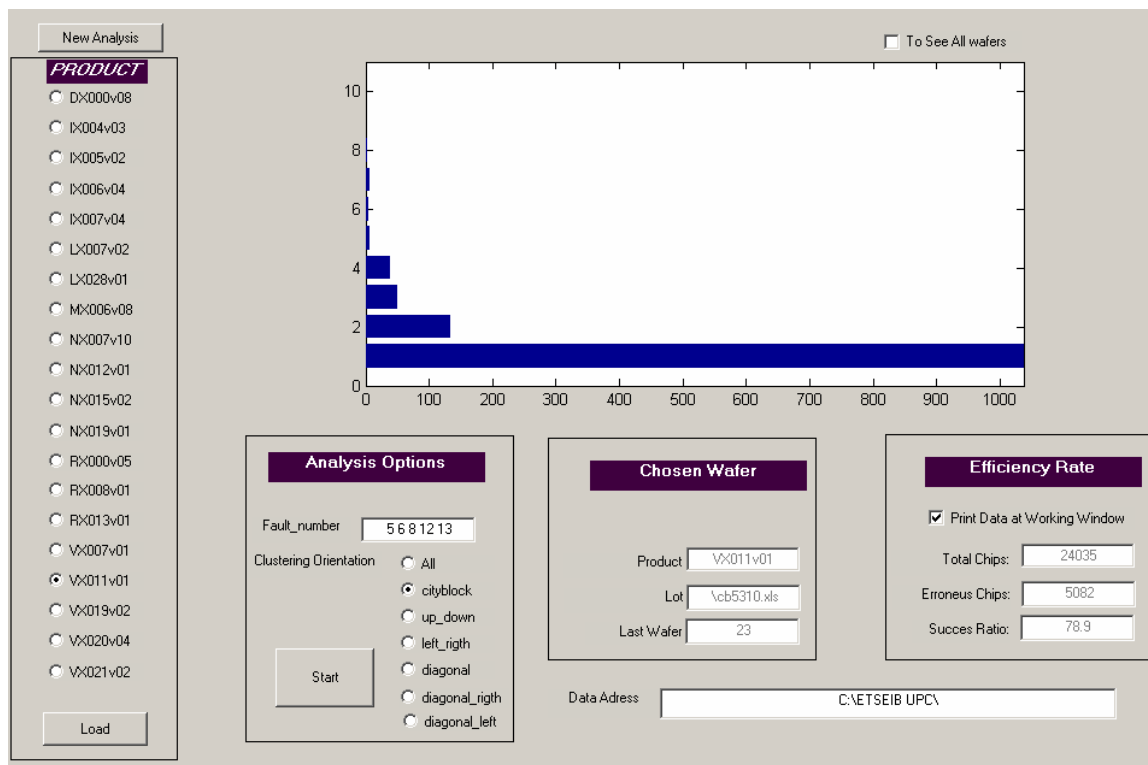 New Analysis
PRODUCT
DX000v08
IX004v03
IX005v02
IX006v04
IX007v04
LX007v02
LX028v01
MX006v08
NX007v10
NX012v01
NX015v02
NX019v01
RX000v05
RX008v01
RX013v01
VX007v01
VX011v01
VX019v02
VX020v04
VX021v02
Load
To See All wafers
10
8
6
4
2
0
0 100 200 300 400 500 600 700 800 900 1000
Analysis Options
Fault_number 5 6 8 12 13
Clustering Orientation
All
cityblock
up_down
left_rigth
diagonal
diagonal_rigth
diagonal_left
Start
Chosen Wafer
Product VX011v01
Lot \cb5310.xls
Last Wafer 23
Efficiency Rate
Print Data at Working Window
Total Chips: 24035
Erroneus Chips: 5082
Succes Ratio: 78.9
Data Adress C:\ETSEIB UPC\